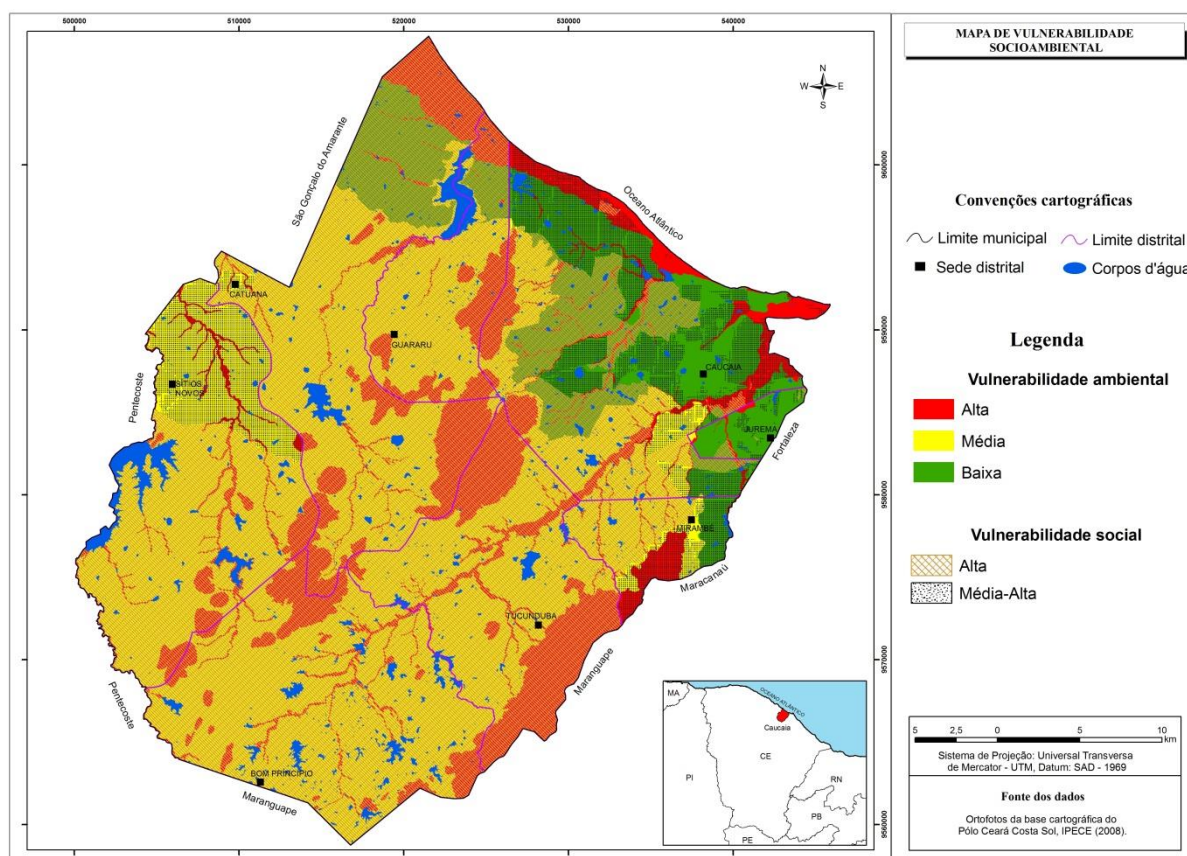 500000
510000
520000
530000
540000
MAPA DE VULNERABILIDADE
SOCIOAMBIENTAL
N
W E
S
São Gonçalo do Amarante
Oceano Atlântico
9600000
Convenções cartográficas
Limite municipal
Limite distrital
Sede distrital
Corpos d'água
CATUANA
GUARARU
9590000
Legenda
Pentecoste
SÍTIOS
NOVOS
CAUCAIA
Vulnerabilidade ambiental
Alta
Média
Baixa
JUREMA
Fortaleza
9580000
MIRAMBÉ
Maracanaú
Vulnerabilidade social
Alta
Média-Alta
TUCUNDUBA
Maranguape
9570000
Pentecoste
BOM PRINCÍPIO
Maranguape
9560000
MA
OCEANO ATLÂNTICO
Caucaia
CE
PI
RN
PB
PE
5 2,5 0 5 10
km
Sistema de Projeção: Universal Transversa
de Mercator - UTM, Datum: SAD - 1969
Fonte dos dados
Ortofotos da base cartográfica do
Pólo Ceará Costa Sol, IPECE (2008).